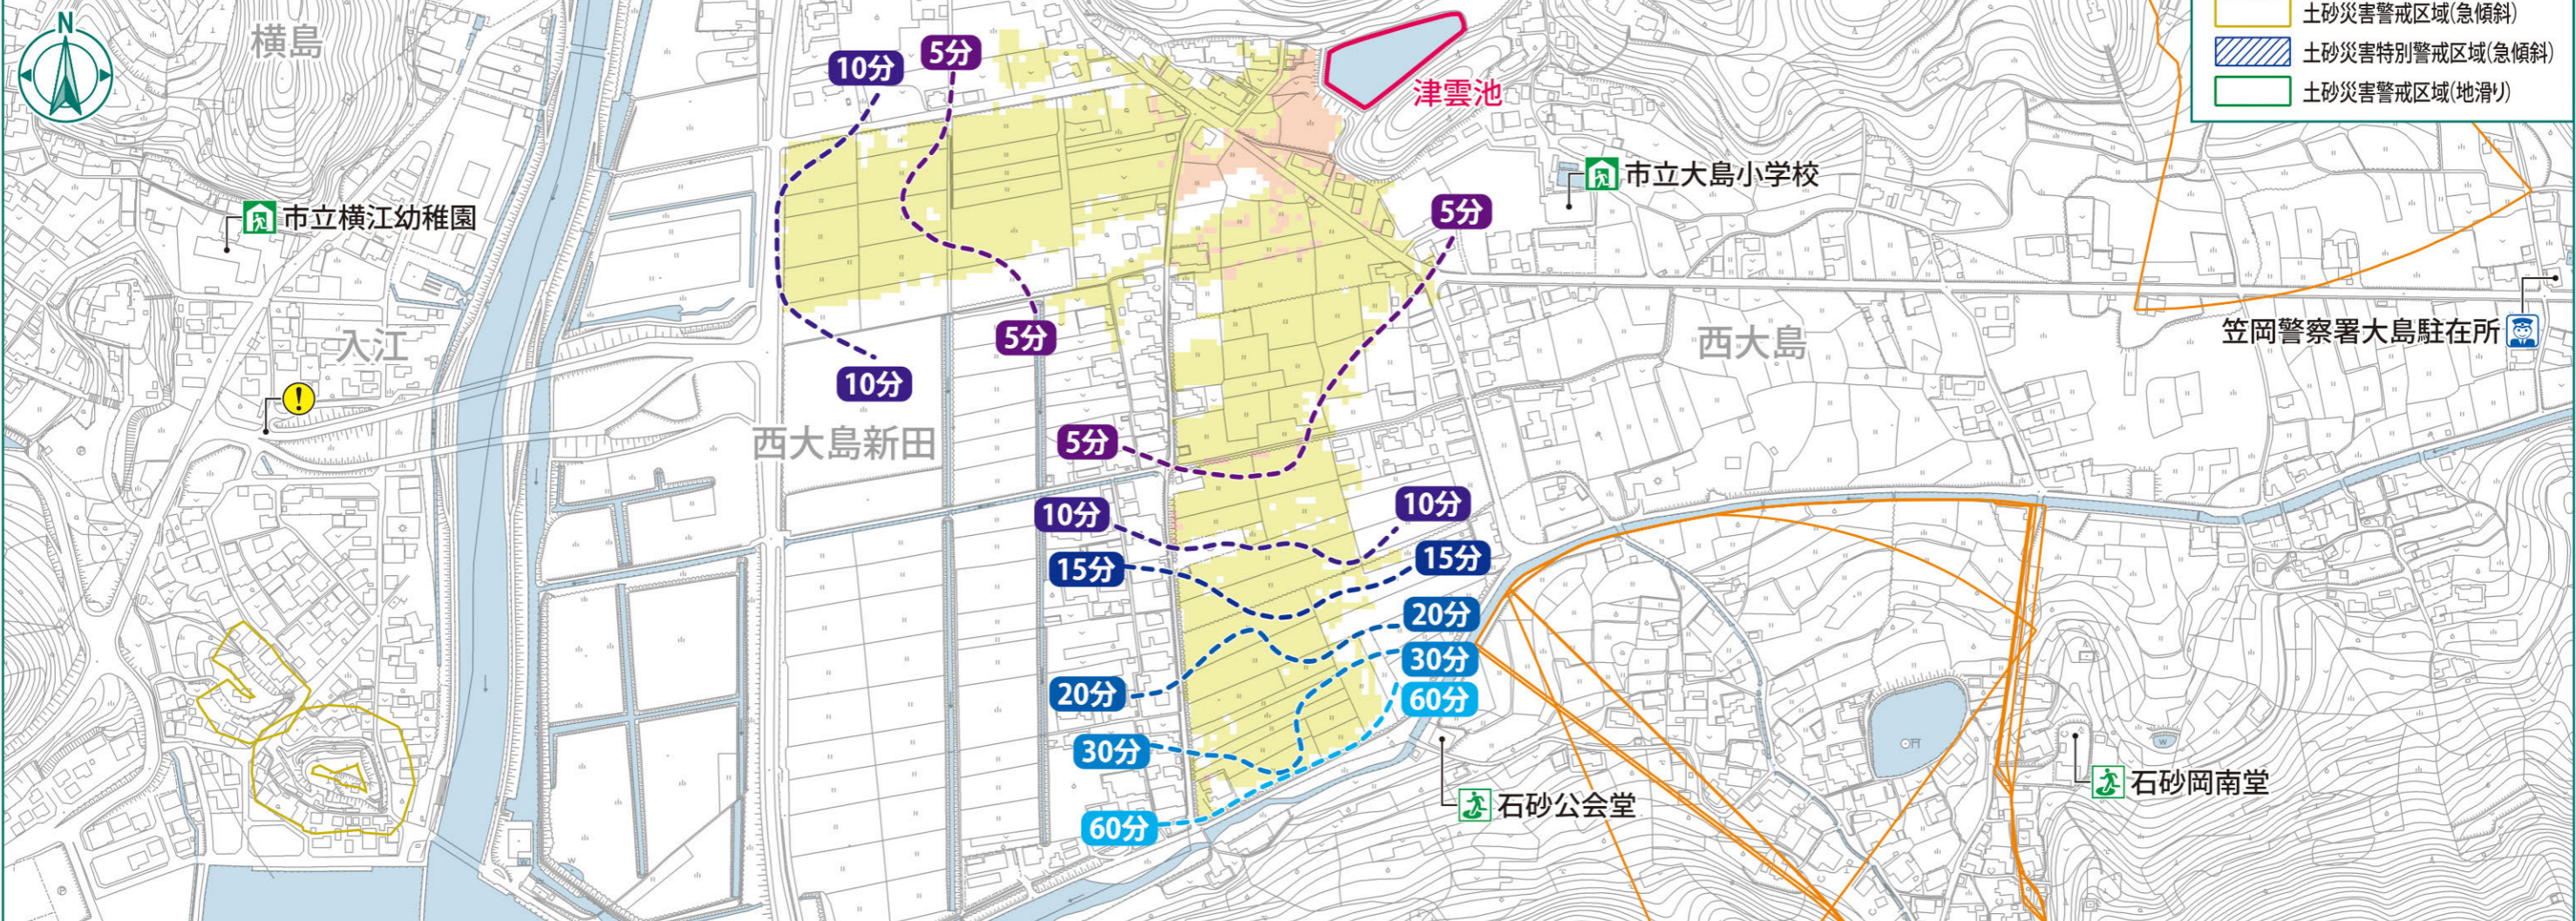 N
横島
10分
5分
津雲池
土砂災害警戒区域(急傾斜)
土砂災害特別警戒区域(急傾斜)
土砂災害警戒区域(地滑り)
市立大島小学校
市立横江幼稚園
5分
入江
5分
10分
西大島
笠岡警察署大島駐在所
!
西大島新田
5分
10分
10分
15分
15分
20分
30分
20分
60分
30分
60分
石砂公会堂
石砂岡南堂